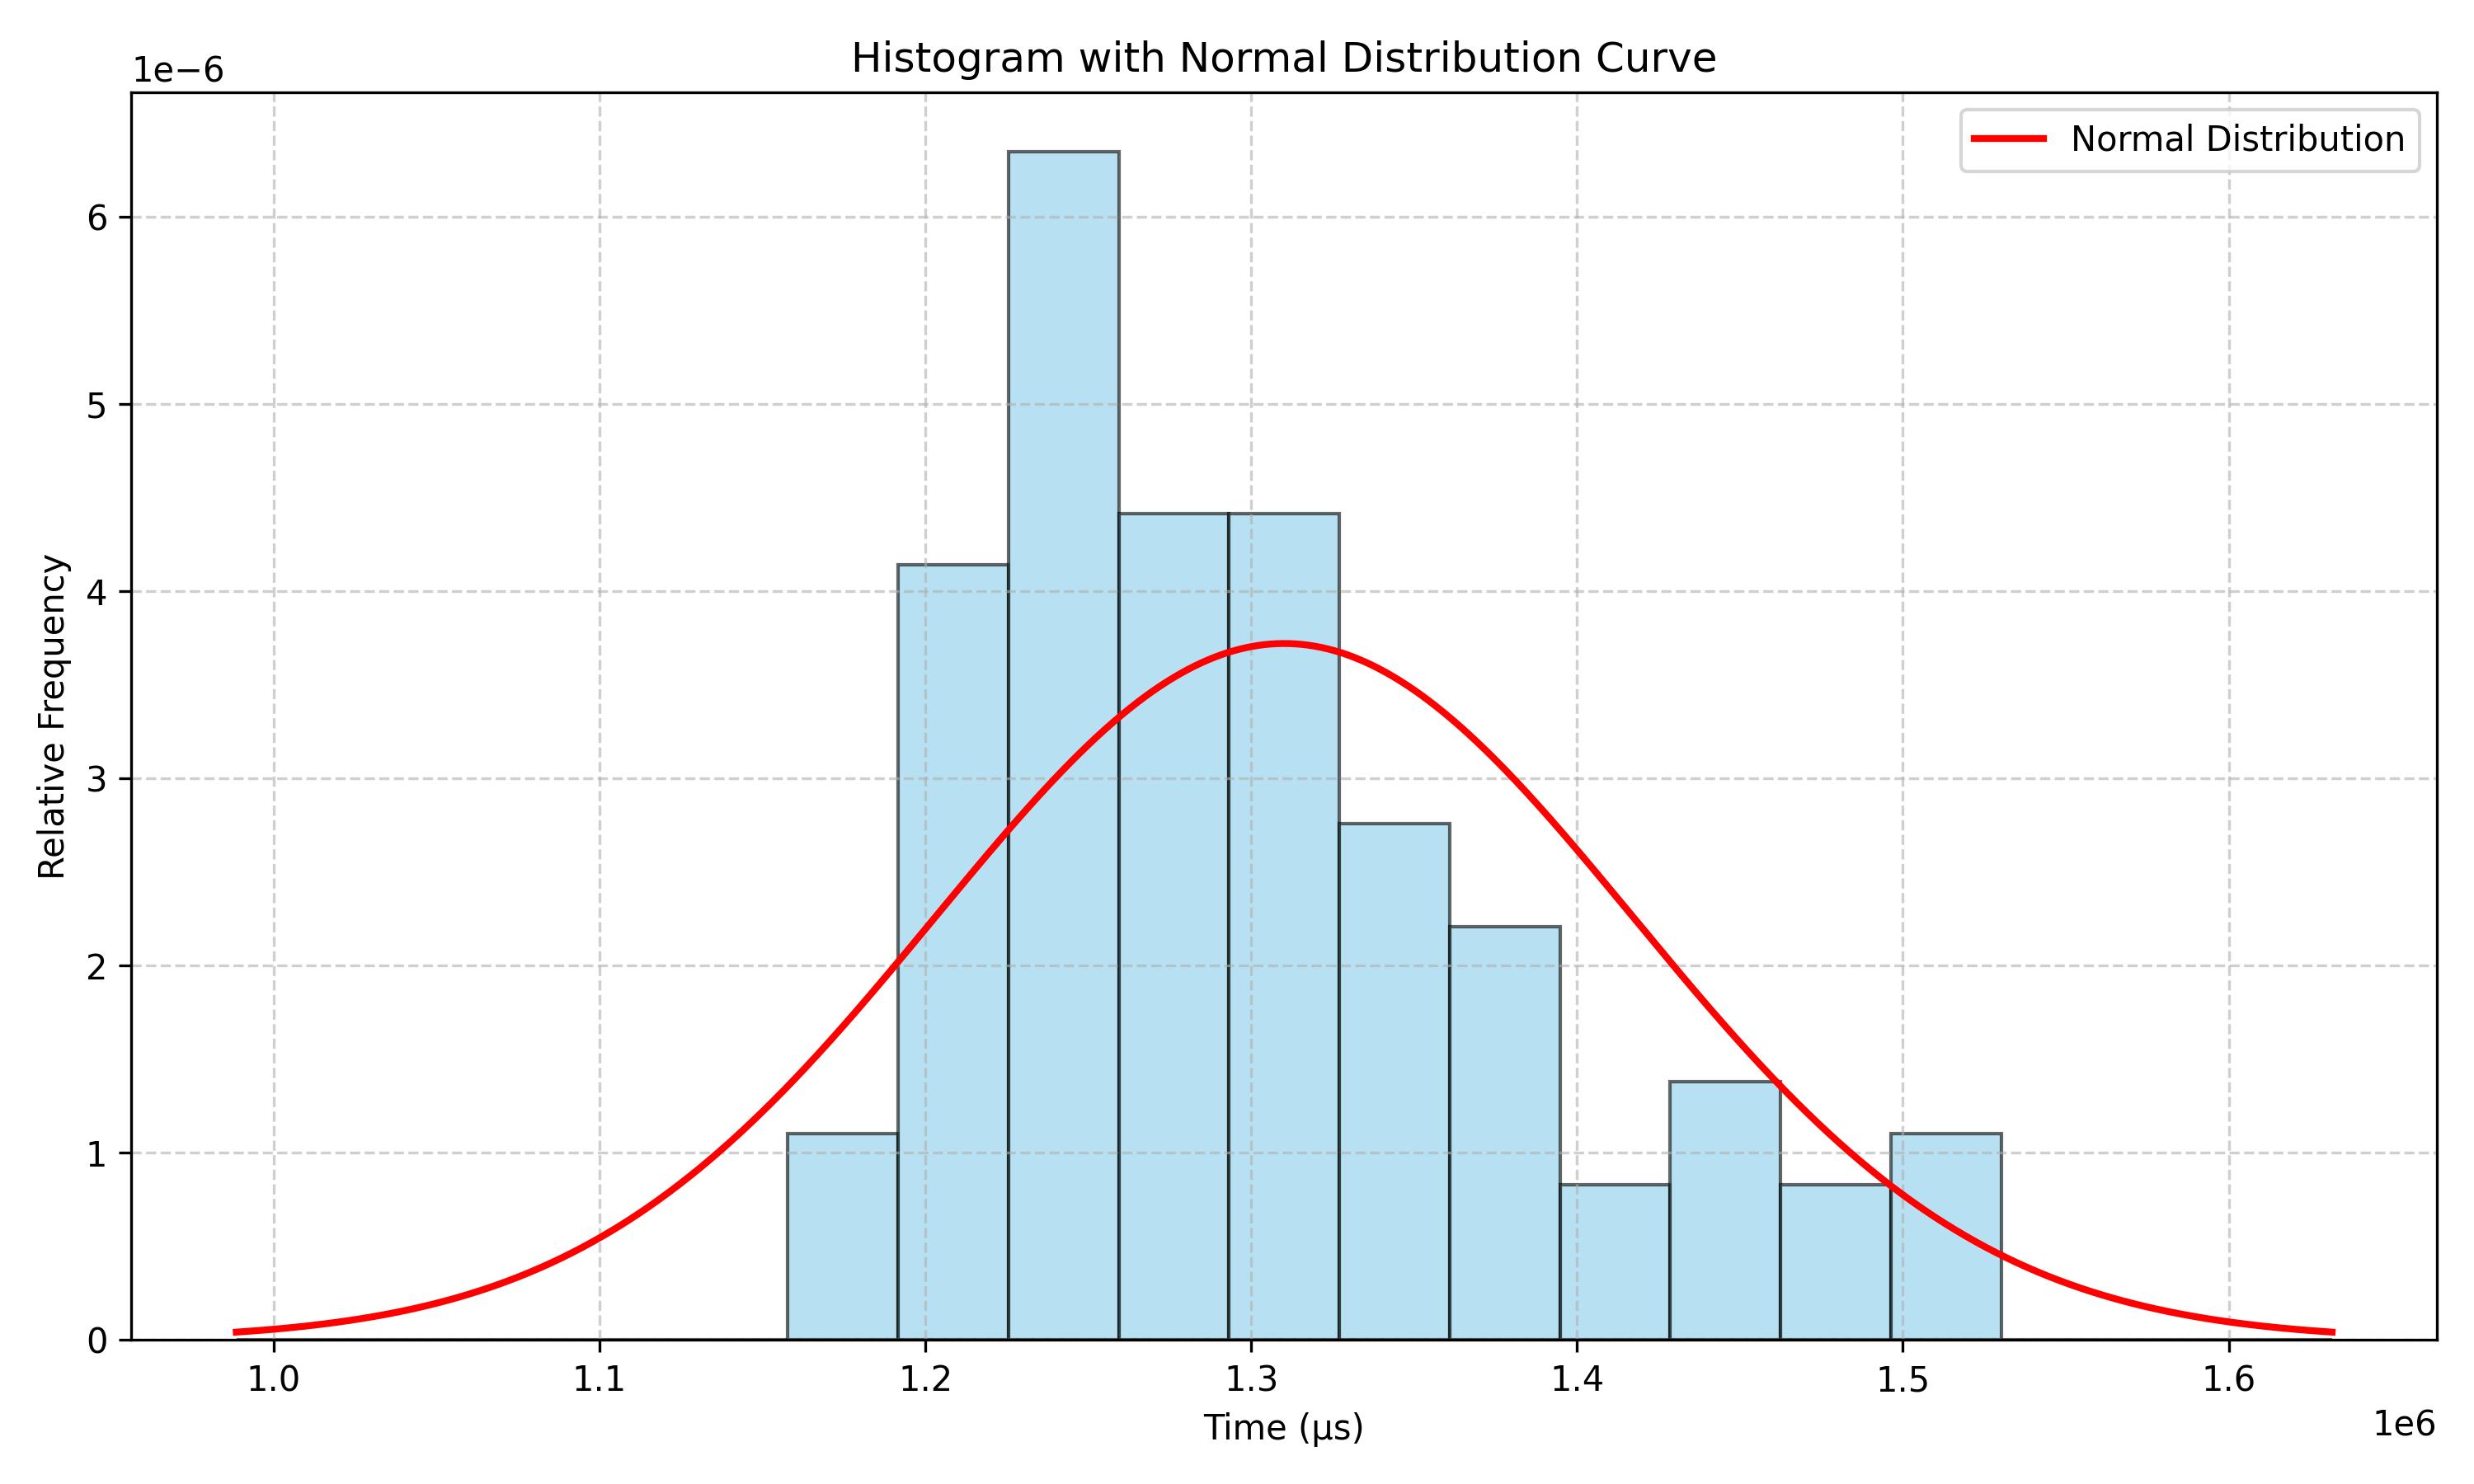 Histogram with Normal Distribution Curve
1e−6
Normal Distribution
6
5
4
3
2
1
0
Relative Frequency
1.0 1.1 1.2 1.3 1.4 1.5 1.6
1e6
Time (µs)